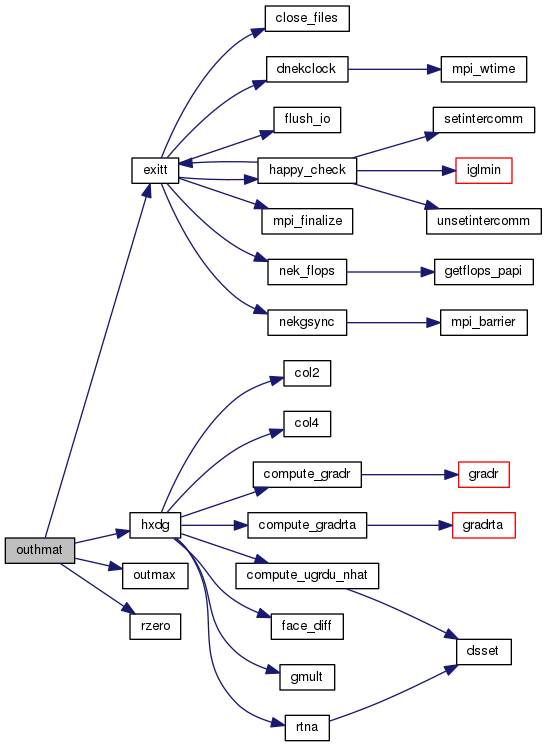 close_files
dnekclock
mpi_wtime
flush_io
setintercomm
exitt
happy_check
iglmin
mpi_finalize
unsetintercomm
nek_flops
getflops_papi
nekgsync
mpi_barrier
col2
col4
compute_gradr
gradr
hxdg
compute_gradrta
gradrta
outhmat
outmax
compute_ugrdu_nhat
rzero
face_diff
dsset
gmult
rtna